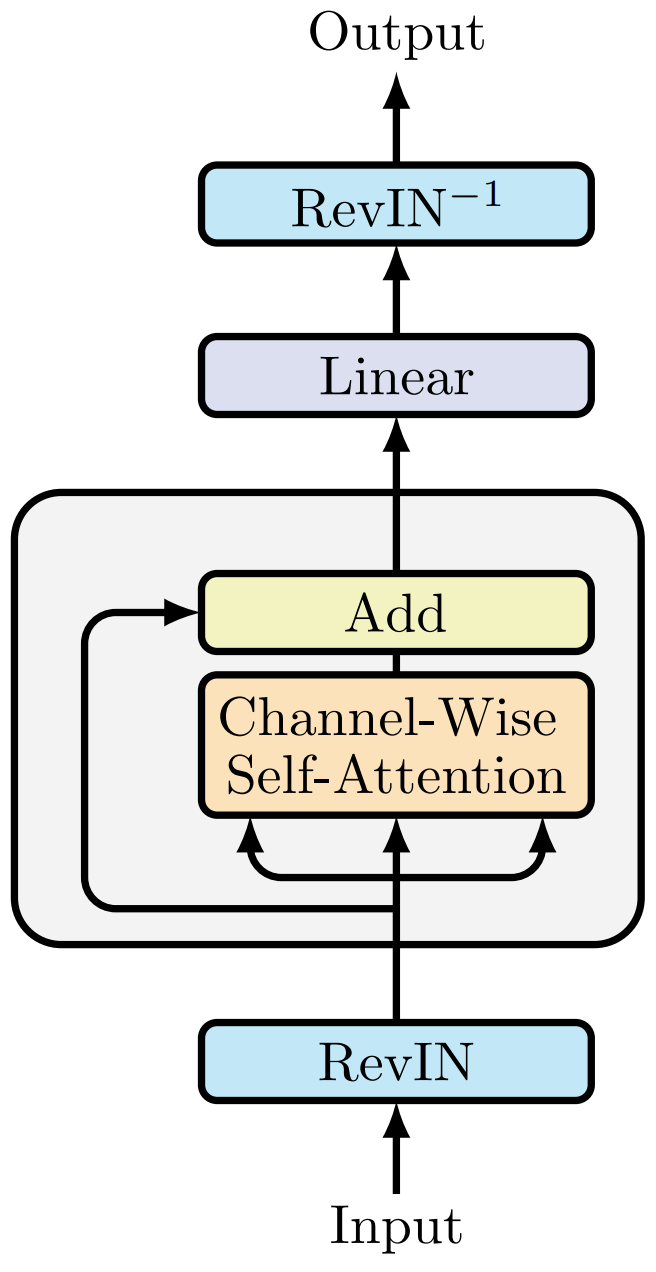 Output
RevIN⁻¹
Linear
Add
Channel-Wise
Self-Attention
RevIN
Input